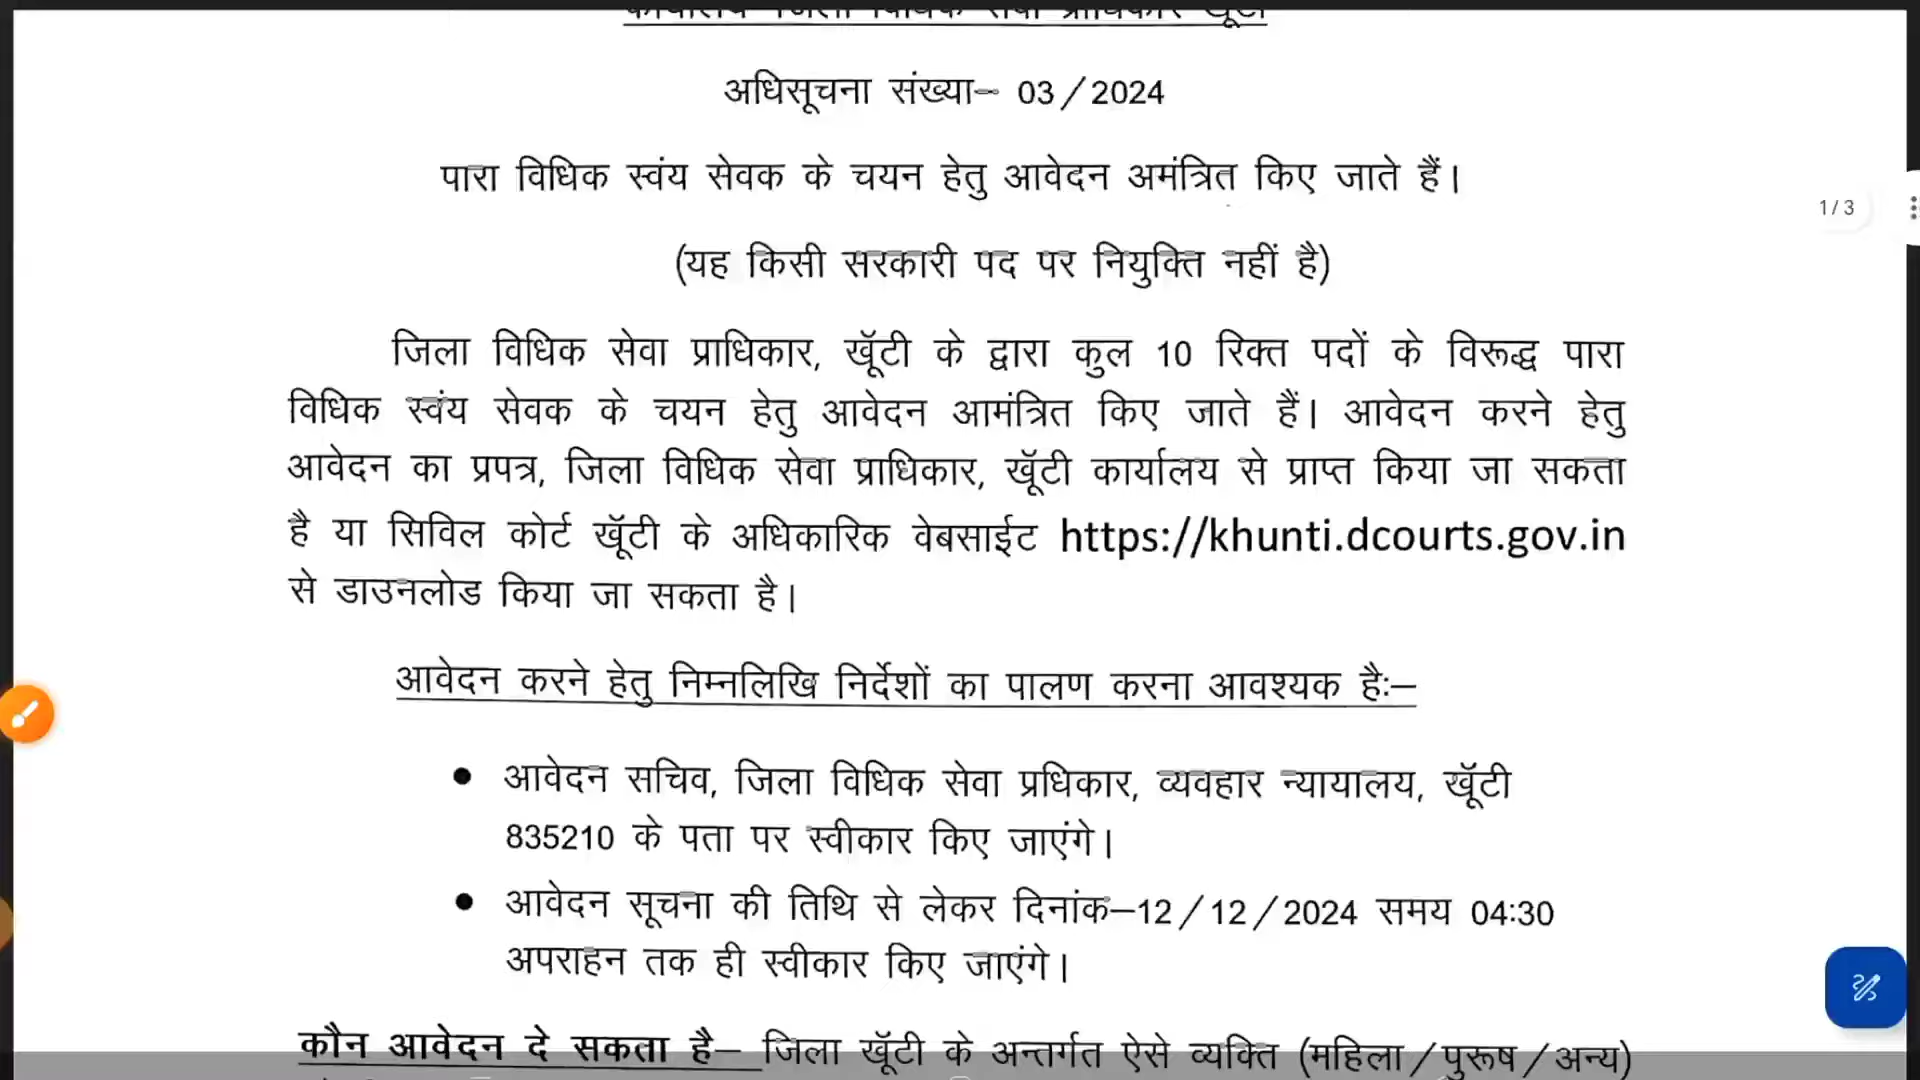 कार्यालय जिला विधिक सेवा प्राधिकार खूँटी
अधिसूचना संख्या– 03/2024
पारा विधिक स्वंय सेवक के चयन हेतु आवेदन अमंत्रित किए जाते हैं।
1/3
(यह किसी सरकारी पद पर नियुक्ति नहीं है)
जिला विधिक सेवा प्राधिकार, खूँटी के द्वारा कुल 10 रिक्त पदों के विरूद्ध पारा
विधिक स्वंय सेवक के चयन हेतु आवेदन आमंत्रित किए जाते हैं। आवेदन करने हेतु
आवेदन का प्रपत्र, जिला विधिक सेवा प्राधिकार, खूँटी कार्यालय से प्राप्त किया जा सकता
है या सिविल कोर्ट खूँटी के अधिकारिक वेबसाईट https://khunti.dcourts.gov.in
से डाउनलोड किया जा सकता है।
आवेदन करने हेतु निम्नलिखि निर्देशों का पालण करना आवश्यक है:–
• आवेदन सचिव, जिला विधिक सेवा प्रधिकार, व्यवहार न्यायालय, खूँटी
835210 के पता पर स्वीकार किए जाएंगे।
• आवेदन सूचना की तिथि से लेकर दिनांक–12/12/2024 समय 04:30
अपराहन तक ही स्वीकार किए जाएंगे।
कौन आवेदन दे सकता है– जिला खूँटी के अन्तर्गत ऐसे व्यक्ति (महिला/पुरूष/अन्य)